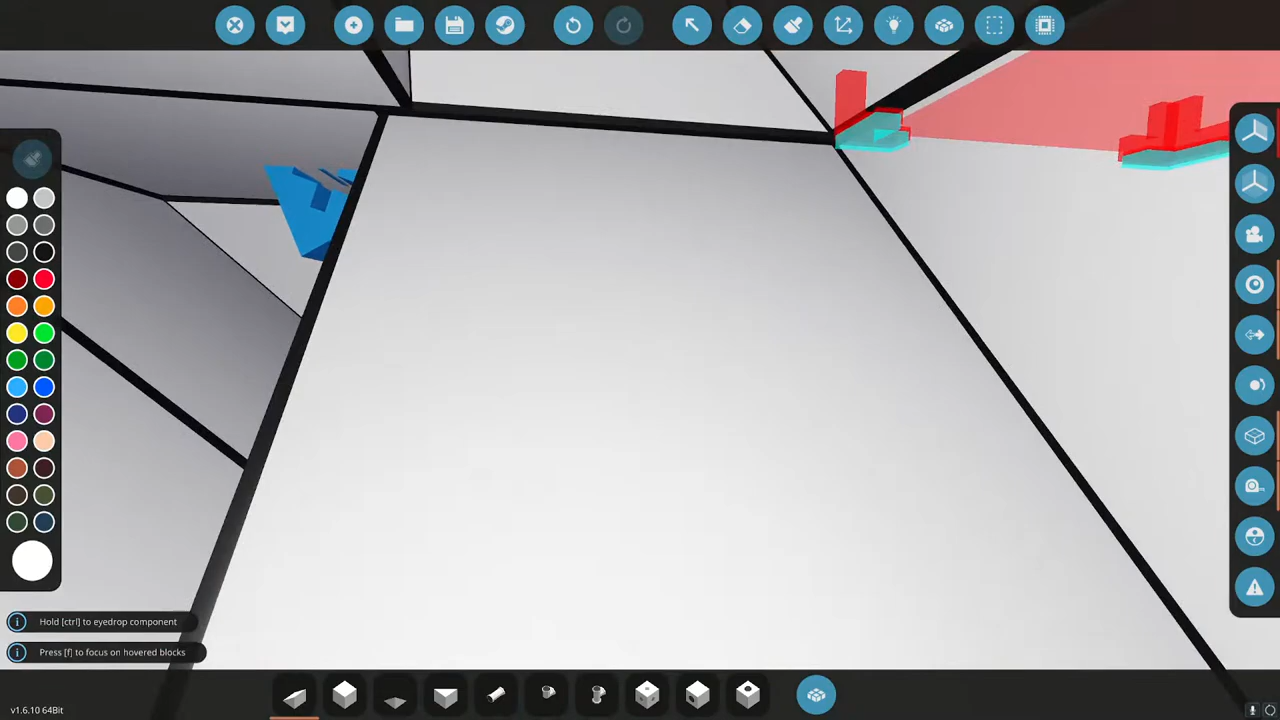 Hold [ctrl] to eyedrop component
Press [f] to focus on hovered blocks
v1.6.10 64Bit